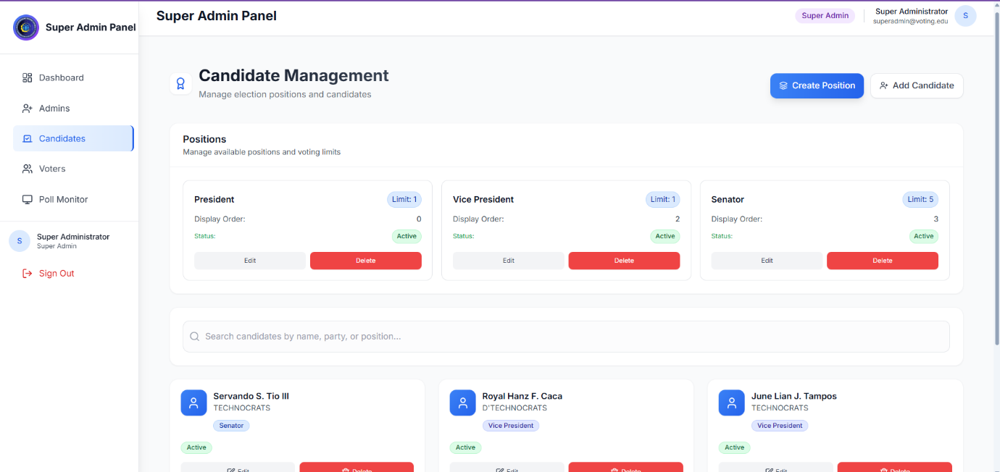 Super Admin Panel
Super Admin Panel
Super Admin
Super Administrator
superadmin@voting.edu
S
Dashboard
Admins
Candidates
Voters
Poll Monitor
S
Super Administrator
Super Admin
Sign Out
Candidate Management
Manage election positions and candidates
Create Position
Add Candidate
Positions
Manage available positions and voting limits
President
Limit: 1
Display Order:
0
Status:
Active
Edit
Delete
Vice President
Limit: 1
Display Order:
2
Status:
Active
Edit
Delete
Senator
Limit: 5
Display Order:
3
Status:
Active
Edit
Delete
Search candidates by name, party, or position...
Servando S. Tio III
TECHNOCRATS
Senator
Active
Edit
Delete
Royal Hanz F. Caca
D'TECHNOCRATS
Vice President
Active
Edit
Delete
June Lian J. Tampos
TECHNOCRATS
Vice President
Active
Edit
Delete